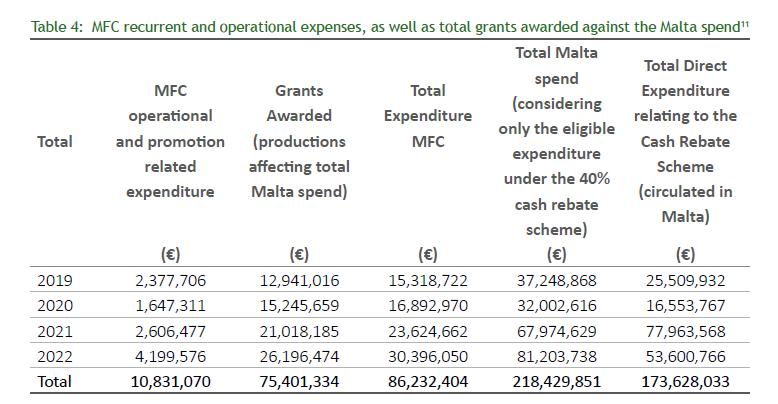 Table 4: MFC recurrent and operational expenses, as well as total grants awarded against the Malta spend¹¹
Total
MFC
operational
and promotion
related
expenditure
(€)
Grants
Awarded
(productions
affecting total
Malta spend)
(€)
Total
Expenditure
MFC
(€)
Total Malta
spend
(considering
only the eligible
expenditure
under the 40%
cash rebate
scheme)
(€)
Total Direct
Expenditure
relating to the
Cash Rebate
Scheme
(circulated in
Malta)
(€)
2019 2,377,706 12,941,016 15,318,722 37,248,868 25,509,932
2020 1,647,311 15,245,659 16,892,970 32,002,616 16,553,767
2021 2,606,477 21,018,185 23,624,662 67,974,629 77,963,568
2022 4,199,576 26,196,474 30,396,050 81,203,738 53,600,766
Total 10,831,070 75,401,334 86,232,404 218,429,851 173,628,033